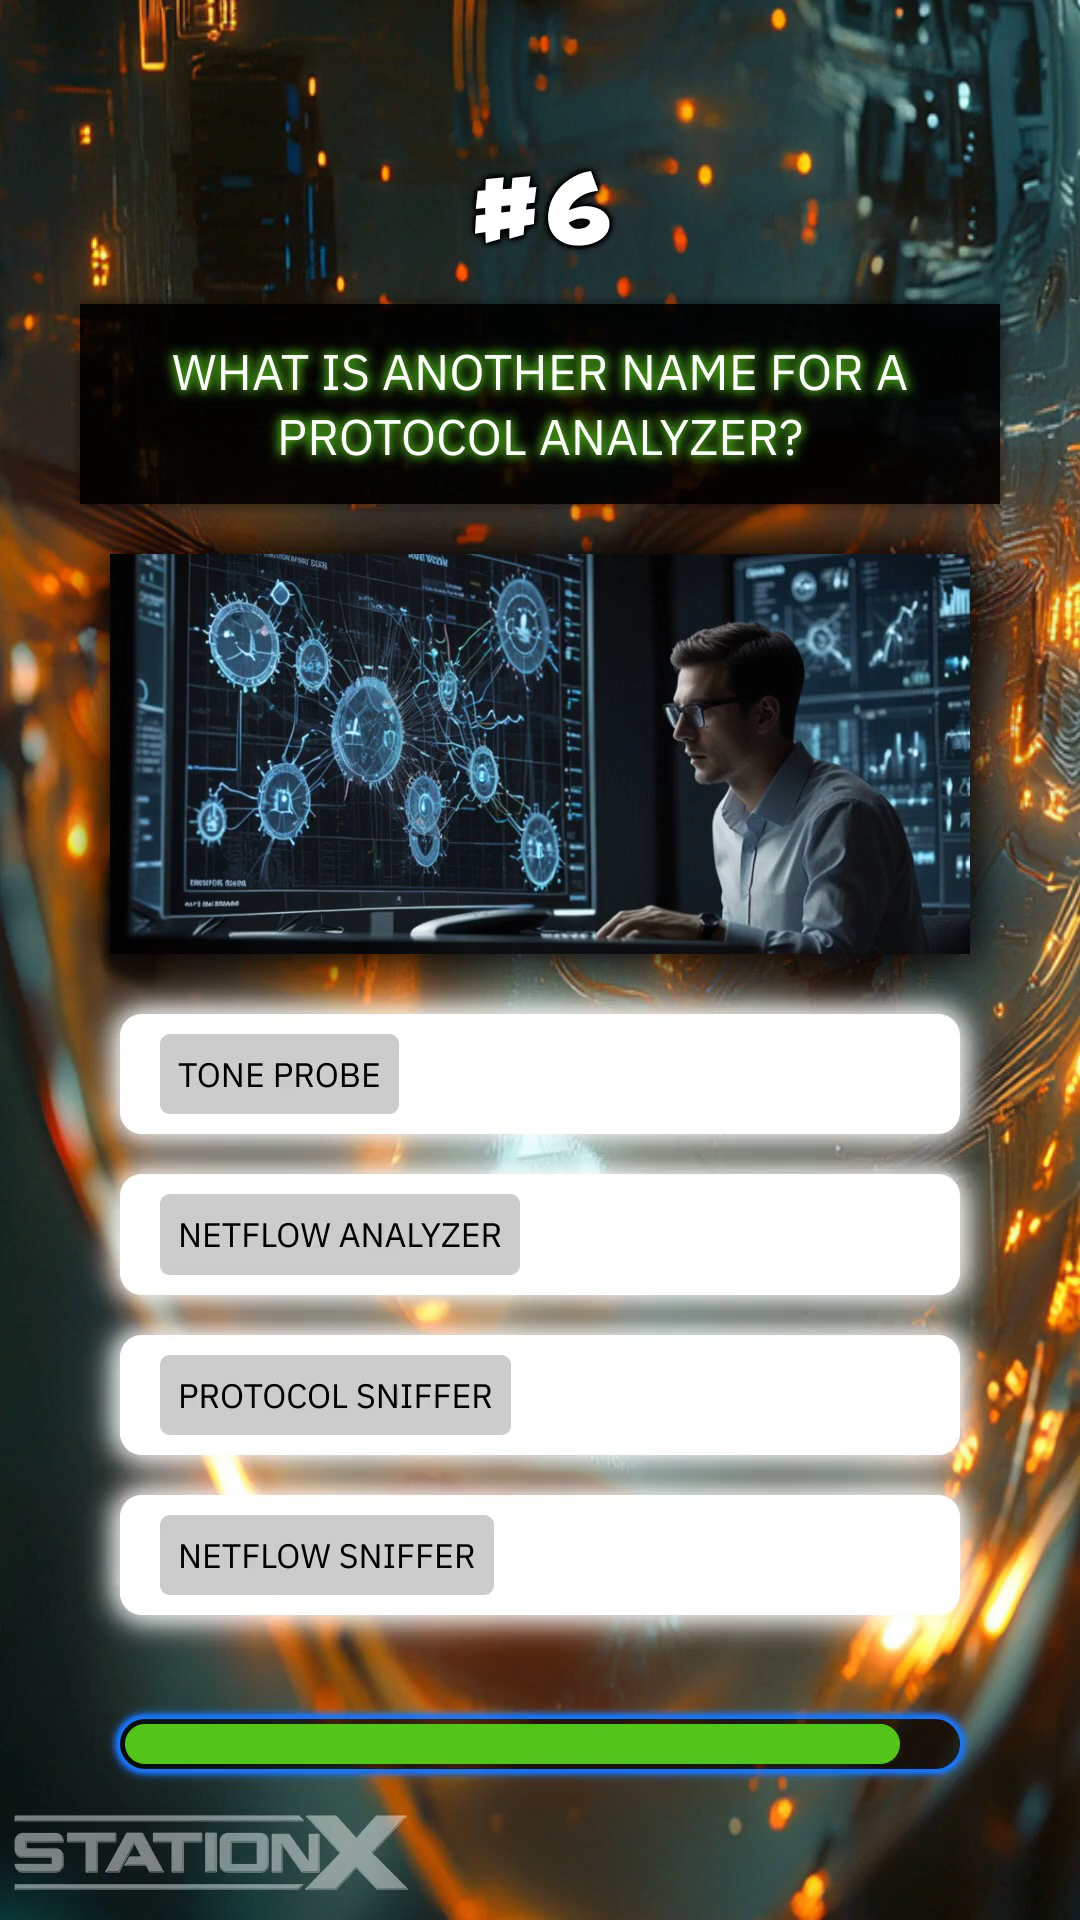 #6
WHAT IS ANOTHER NAME FOR A
PROTOCOL ANALYZER?
TONE PROBE
NETFLOW ANALYZER
PROTOCOL SNIFFER
NETFLOW SNIFFER
STATIONX